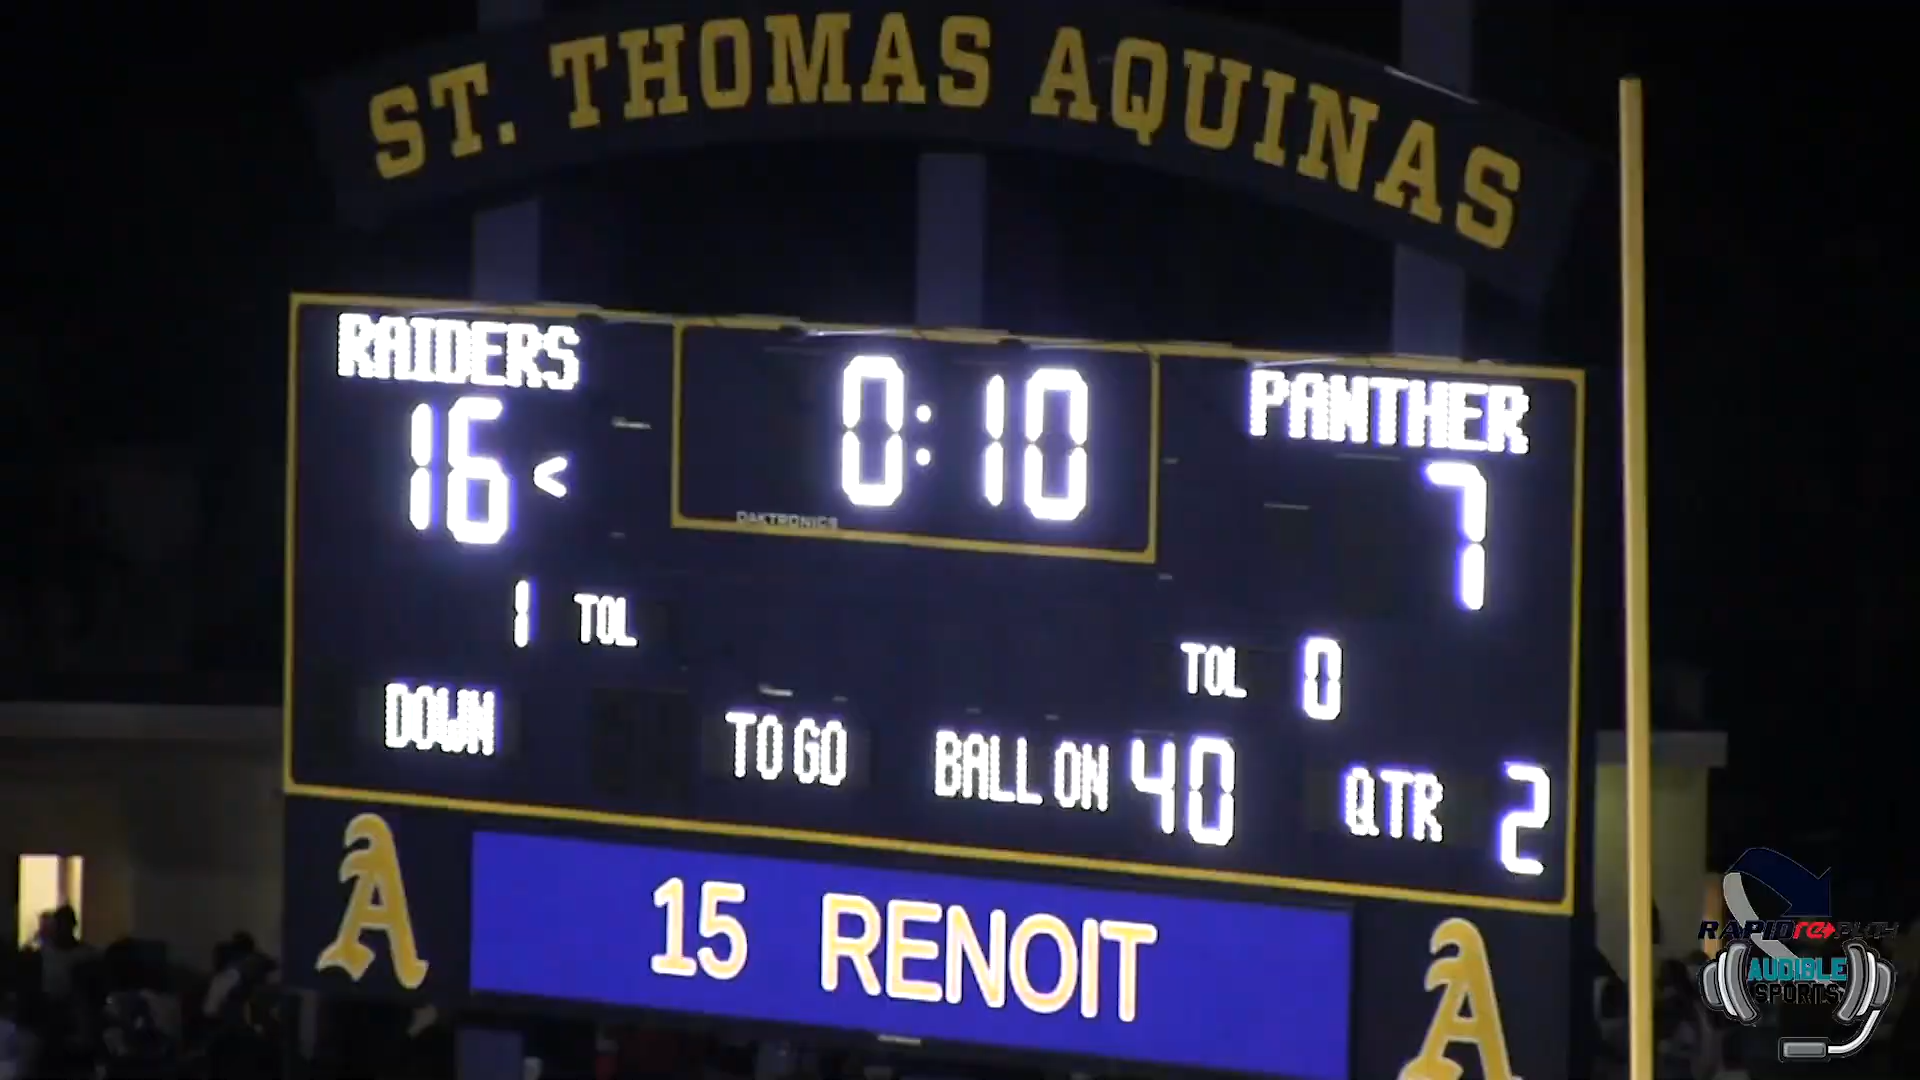 ST. THOMAS AQUINAS
RAIDERS 0:10 PANTHER
16 < 7
DAKTRONICS
1 TOL TOL 0
DOWN TO GO BALL ON 40 QTR 2
A 15 RENOIT A
RAPID REPLAY
AUDIBLE
SPORTS